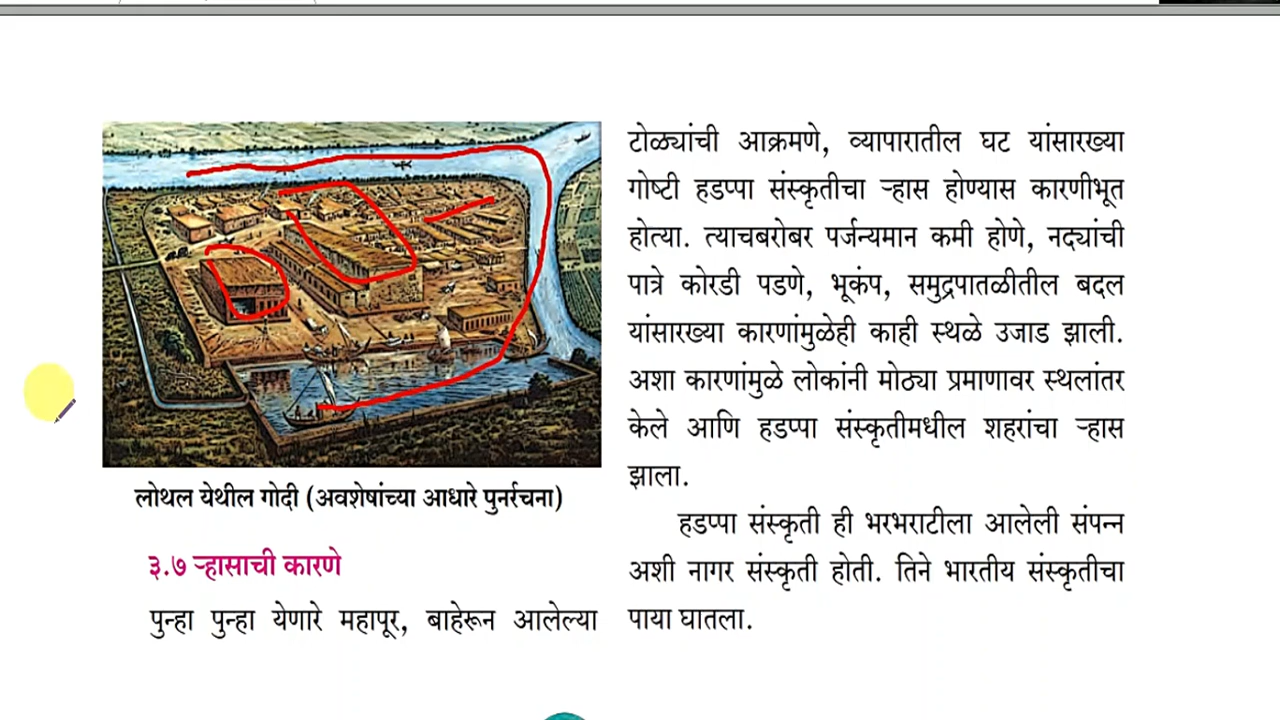 लोथल येथील गोदी (अवशेषांच्या आधारे पुनर्रचना)
३.७ ऱ्हासाची कारणे
पुन्हा पुन्हा येणारे महापूर, बाहेरून आलेल्या
टोळ्यांची आक्रमणे, व्यापारातील घट यांसारख्या
गोष्टी हडप्पा संस्कृतीचा ऱ्हास होण्यास कारणीभूत
होत्या. त्याचबरोबर पर्जन्यमान कमी होणे, नद्यांची
पात्रे कोरडी पडणे, भूकंप, समुद्रपातळीतील बदल
यांसारख्या कारणांमुळेही काही स्थळे उजाड झाली.
अशा कारणांमुळे लोकांनी मोठ्या प्रमाणावर स्थलांतर
केले आणि हडप्पा संस्कृतीमधील शहरांचा ऱ्हास
झाला.
हडप्पा संस्कृती ही भरभराटीला आलेली संपन्न
अशी नागर संस्कृती होती. तिने भारतीय संस्कृतीचा
पाया घातला.